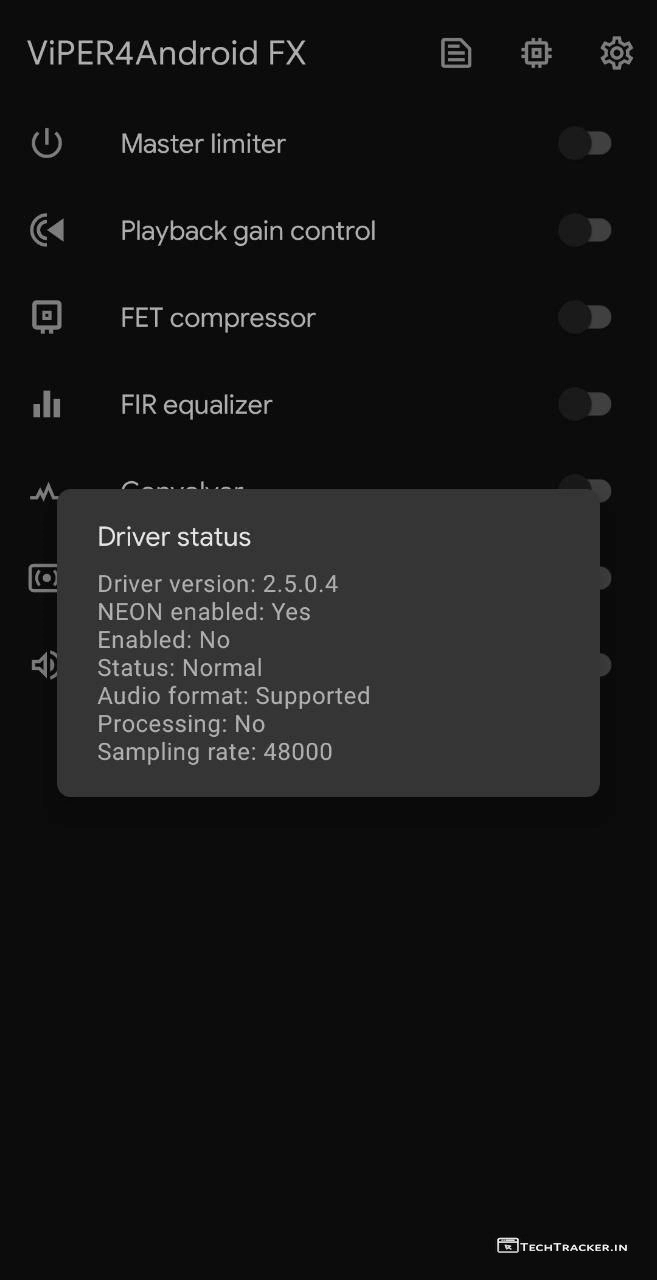 ViPER4Android FX
Master limiter
Playback gain control
FET compressor
FIR equalizer
Convolver
Driver status
Driver version: 2.5.0.4
NEON enabled: Yes
Enabled: No
Status: Normal
Audio format: Supported
Processing: No
Sampling rate: 48000
TECHTRACKER.IN